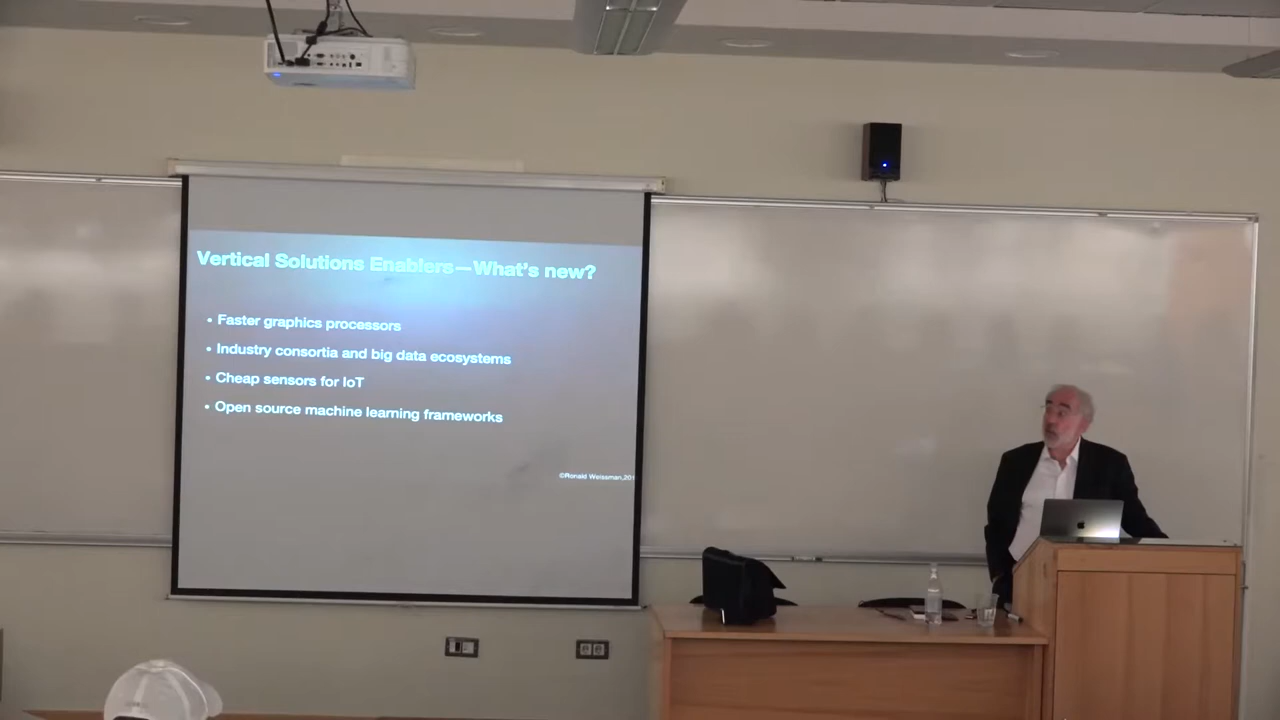 Vertical Solutions Enablers—What's new?
• Faster graphics processors
• Industry consortia and big data ecosystems
• Cheap sensors for IoT
• Open source machine learning frameworks
©Ronald Weissman,201